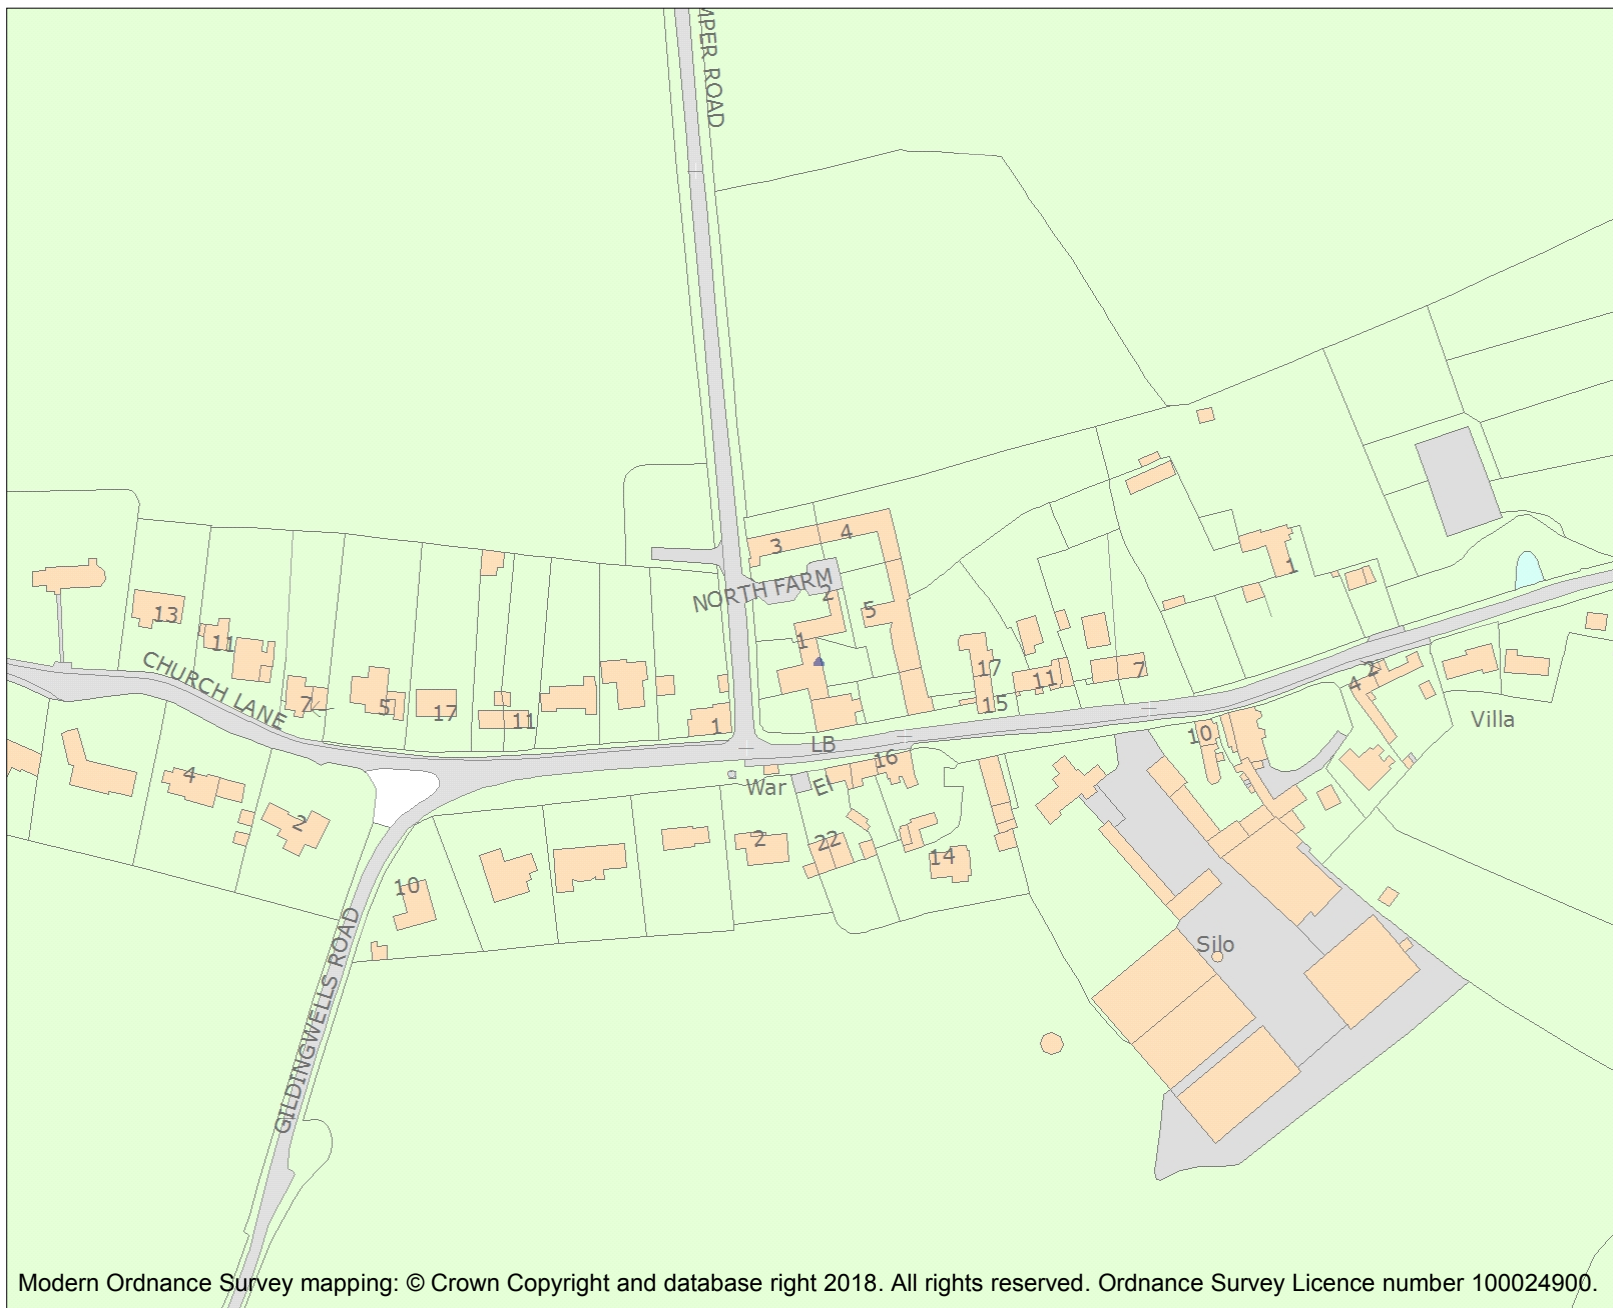 MPER ROAD
3
4
NORTH FARM
2
5
1
1
13
11
CHURCH LANE
7
5
17
11
1
17
15
11
7
2
4
10
Villa
LB
16
War
El
4
2
2
22
14
10
Silo
GILDINGWELLS ROAD
Modern Ordnance Survey mapping: © Crown Copyright and database right 2018. All rights reserved. Ordnance Survey Licence number 100024900.